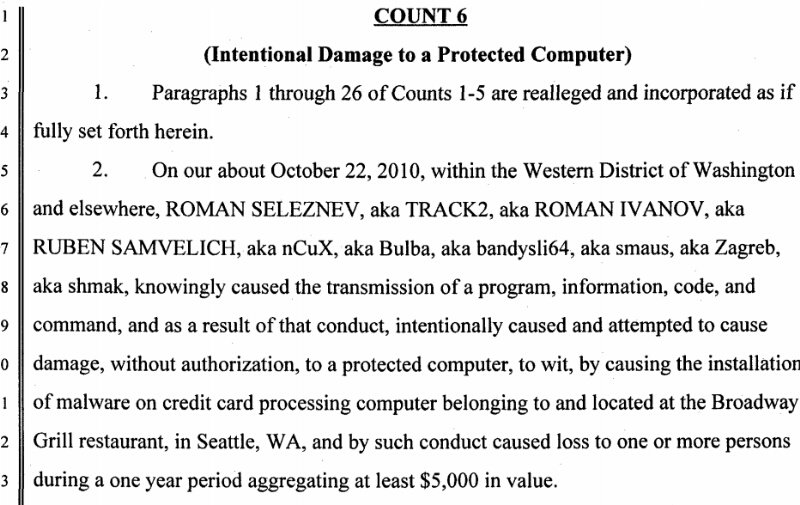 1 COUNT 6
2 (Intentional Damage to a Protected Computer)
3 1. Paragraphs 1 through 26 of Counts 1-5 are realleged and incorporated as if
4 fully set forth herein.
5 2. On our about October 22, 2010, within the Western District of Washington
6 and elsewhere, ROMAN SELEZNEV, aka TRACK2, aka ROMAN IVANOV, aka
7 RUBEN SAMVELICH, aka nCuX, aka Bulba, aka bandysli64, aka smaus, aka Zagreb,
8 aka shmak, knowingly caused the transmission of a program, information, code, and
9 command, and as a result of that conduct, intentionally caused and attempted to cause
0 damage, without authorization, to a protected computer, to wit, by causing the installation
1 of malware on credit card processing computer belonging to and located at the Broadway
2 Grill restaurant, in Seattle, WA, and by such conduct caused loss to one or more persons
3 during a one year period aggregating at least $5,000 in value.